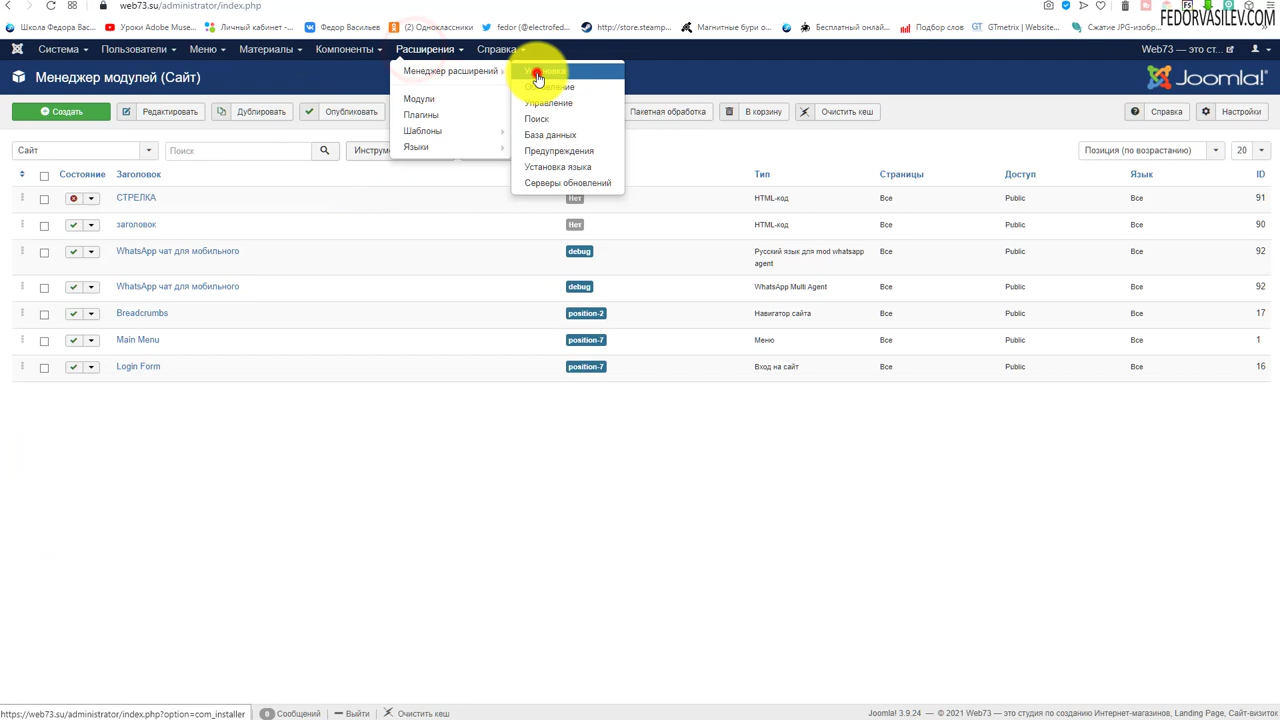 web73.su/administrator/index.php
FEDORVASILEV.COM
Школа Федора Ва...
Уроки Adobe Muse...
Личный кабинет -...
Федор Васильев
(2) Одноклассники
fedor (@electrofed...
http://store.steamp...
Магнитные бури о...
Бесплатный онлай...
Подбор слов
GTmetrix | Website...
Сжатие JPG-изобр...
Система
Пользователи
Меню
Материалы
Компоненты
Расширения
Справка
Web73 — это ст...
Менеджер модулей (Сайт)
Joomla!
Менеджер расширений
Модули
Плагины
Шаблоны
Языки
Обновление
Управление
Поиск
База данных
Предупреждения
Установка языка
Серверы обновлений
Создать
Редактировать
Дублировать
Опубликовать
Пакетная обработка
В корзину
Очистить кеш
Справка
Настройки
Сайт
Поиск
Инструм
Позиция (по возрастанию)
20
Состояние
Заголовок
Тип
Страницы
Доступ
Язык
ID
СТРЕЛКА
Нет
HTML-код
Все
Public
Все
91
заголовок
Нет
HTML-код
Все
Public
Все
90
WhatsApp чат для мобильного
debug
Русский язык для mod whatsapp
agent
Все
Public
Все
92
WhatsApp чат для мобильного
debug
WhatsApp Multi Agent
Все
Public
Все
92
Breadcrumbs
position-2
Навигатор сайта
Все
Public
Все
17
Main Menu
position-7
Меню
Все
Public
Все
1
Login Form
position-7
Вход на сайт
Все
Public
Все
16
https://web73.su/administrator/index.php?option=com_installer
0 Сообщений
Выйти
Очистить кеш
Joomla! 3.9.24 — © 2021 Web73 — это студия по созданию Интернет-магазинов, Landing Page, Сайт-визиток